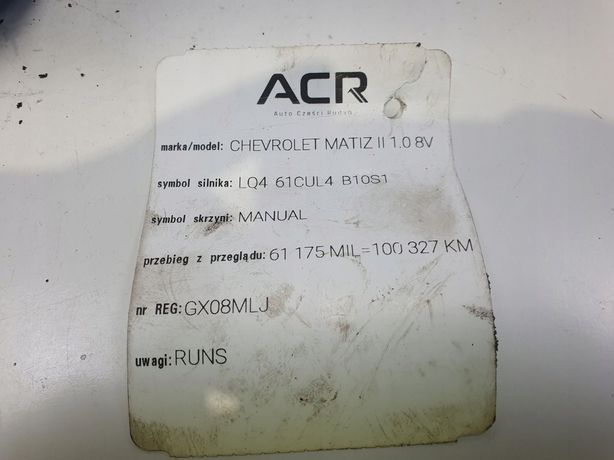 ACR
Auto Części Rudno
marka/model: CHEVROLET MATIZ II 1.0 8V
symbol silnika: LQ4 61CUL4 B10S1
symbol skrzyni: MANUAL
przebieg z przeglądu: 61 175 MIL=100 327 KM
nr REG: GX08MLJ
uwagi: RUNS